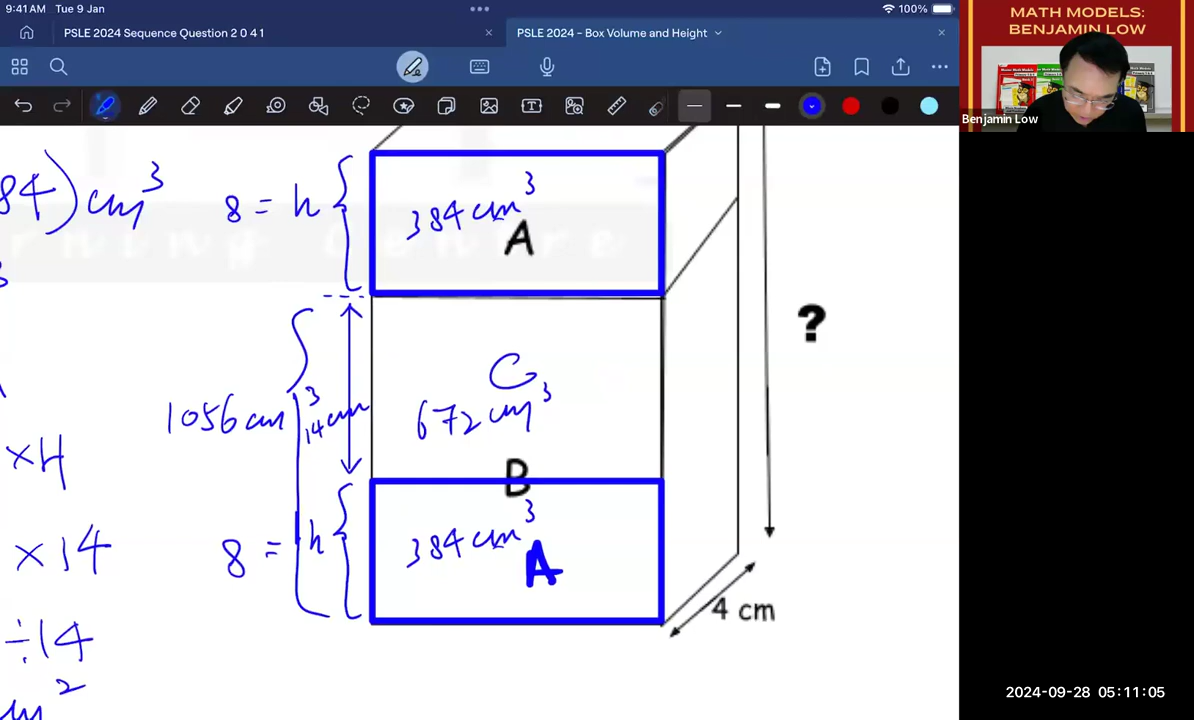 9:41 AM Tue 9 Jan
100%
PSLE 2024 Sequence Question 2 0 4 1
PSLE 2024 - Box Volume and Height
MATH MODELS:
BENJAMIN LOW
Benjamin Low
84) cm³
8 = h
384 cm³
A
?
C
672 cm³
1056 cm³
14 cm
×H
B
×14
8 = h
384 cm³
A
4 cm
÷14
cm²
2024-09-28 05:11:05